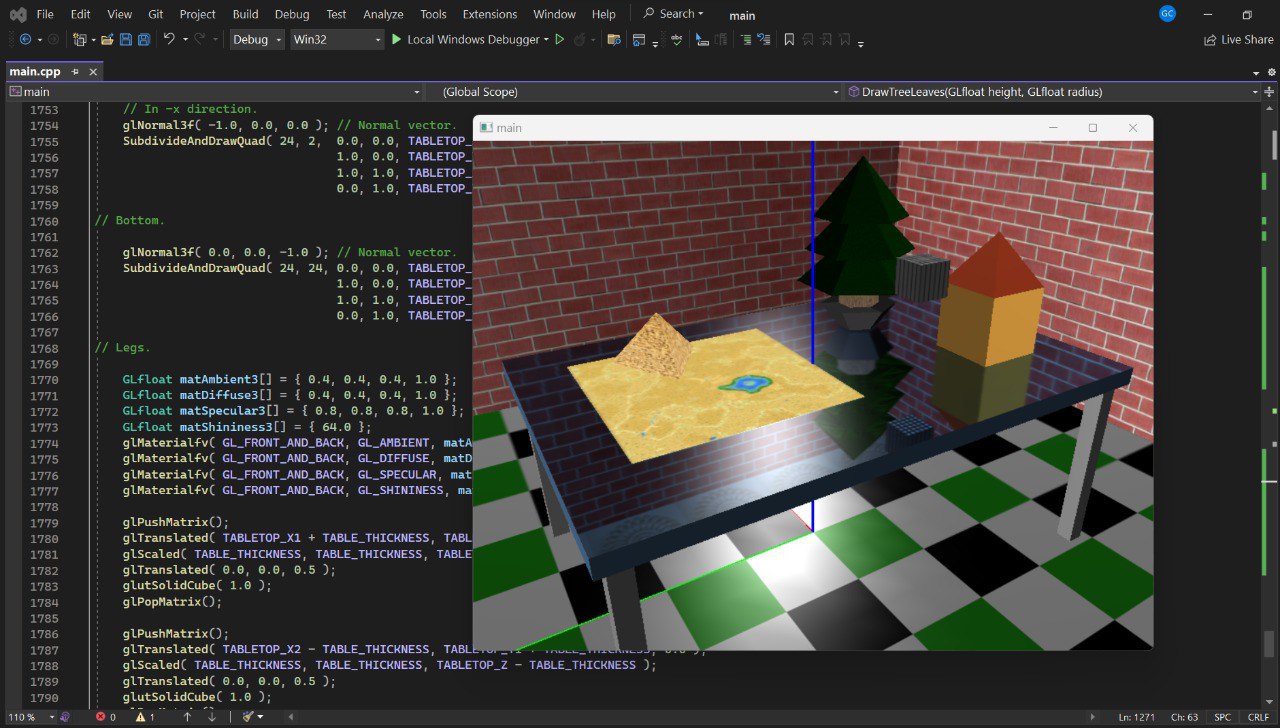 File Edit View Git Project Build Debug Test Analyze Tools Extensions Window Help Search main GC
Debug Win32 Local Windows Debugger Live Share
main.cpp
main (Global Scope) DrawTreeLeaves(GLfloat height, GLfloat radius)
1753 // In -x direction.
1754 glNormal3f( -1.0, 0.0, 0.0 ); // Normal vector.
1755 SubdivideAndDrawQuad( 24, 2, 0.0, 0.0, TABLETOP_
1756 1.0, 0.0, TABLETOP_
1757 1.0, 1.0, TABLETOP_
1758 0.0, 1.0, TABLETOP_
1759
1760 // Bottom.
1761
1762 glNormal3f( 0.0, 0.0, -1.0 ); // Normal vector.
1763 SubdivideAndDrawQuad( 24, 24, 0.0, 0.0, TABLETOP_
1764 1.0, 0.0, TABLETOP_
1765 1.0, 1.0, TABLETOP_
1766 0.0, 1.0, TABLETOP_
1767
1768 // Legs.
1769
1770 GLfloat matAmbient3[] = { 0.4, 0.4, 0.4, 1.0 };
1771 GLfloat matDiffuse3[] = { 0.4, 0.4, 0.4, 1.0 };
1772 GLfloat matSpecular3[] = { 0.8, 0.8, 0.8, 1.0 };
1773 GLfloat matShininess3[] = { 64.0 };
1774 glMaterialfv( GL_FRONT_AND_BACK, GL_AMBIENT, matA
1775 glMaterialfv( GL_FRONT_AND_BACK, GL_DIFFUSE, matD
1776 glMaterialfv( GL_FRONT_AND_BACK, GL_SPECULAR, mat
1777 glMaterialfv( GL_FRONT_AND_BACK, GL_SHININESS, ma
1778
1779 glPushMatrix();
1780 glTranslated( TABLETOP_X1 + TABLE_THICKNESS, TABL
1781 glScaled( TABLE_THICKNESS, TABLE_THICKNESS, TABLE
1782 glTranslated( 0.0, 0.0, 0.5 );
1783 glutSolidCube( 1.0 );
1784 glPopMatrix();
1785
1786 glPushMatrix();
1787 glTranslated( TABLETOP_X2 - TABLE_THICKNESS,
1788 glScaled( TABLE_THICKNESS, TABLE_THICKNESS, TABLETOP_Z - TABLE_THICKNESS );
1789 glTranslated( 0.0, 0.0, 0.5 );
1790 glutSolidCube( 1.0 );
main
110 % 0 1 Ln: 1271 Ch: 63 SPC CRLF